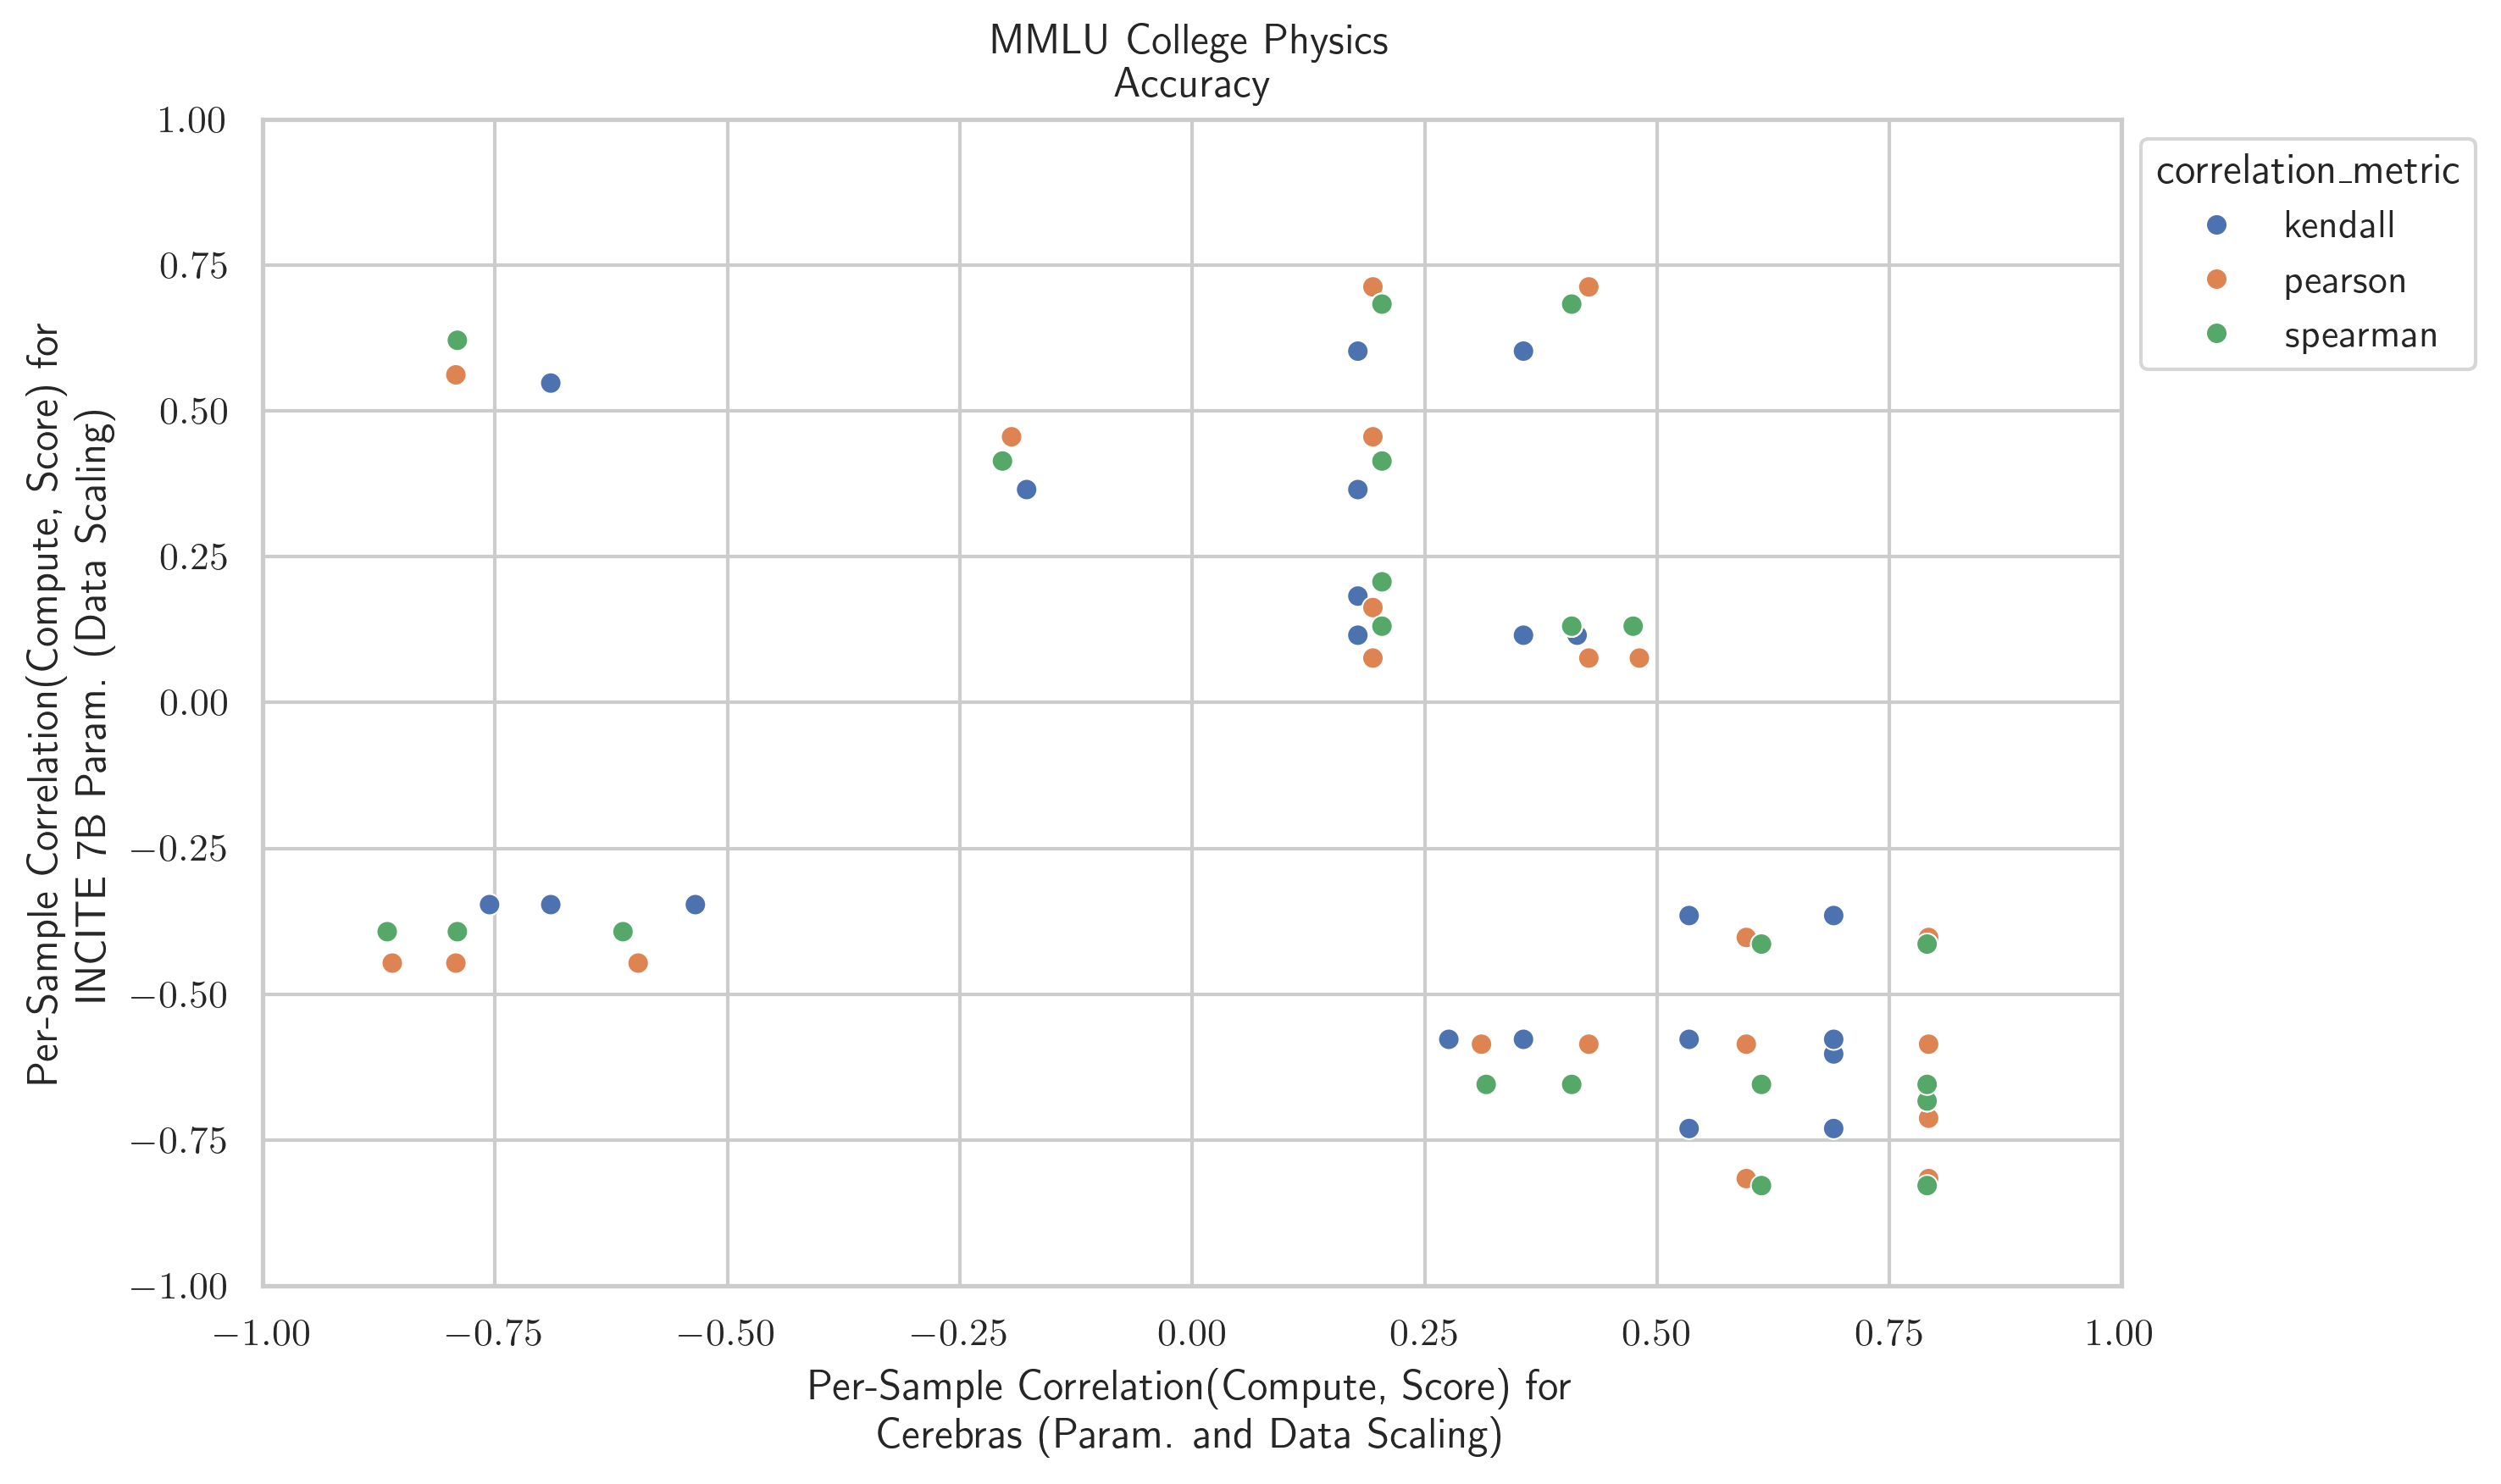 MMLU College Physics
Accuracy
1.00
0.75
0.50
0.25
0.00
−0.25
−0.50
−0.75
−1.00
Per-Sample Correlation(Compute, Score) for
INCITE 7B Param. (Data Scaling)
correlation_metric
kendall
pearson
spearman
−1.00 −0.75 −0.50 −0.25 0.00 0.25 0.50 0.75 1.00
Per-Sample Correlation(Compute, Score) for
Cerebras (Param. and Data Scaling)